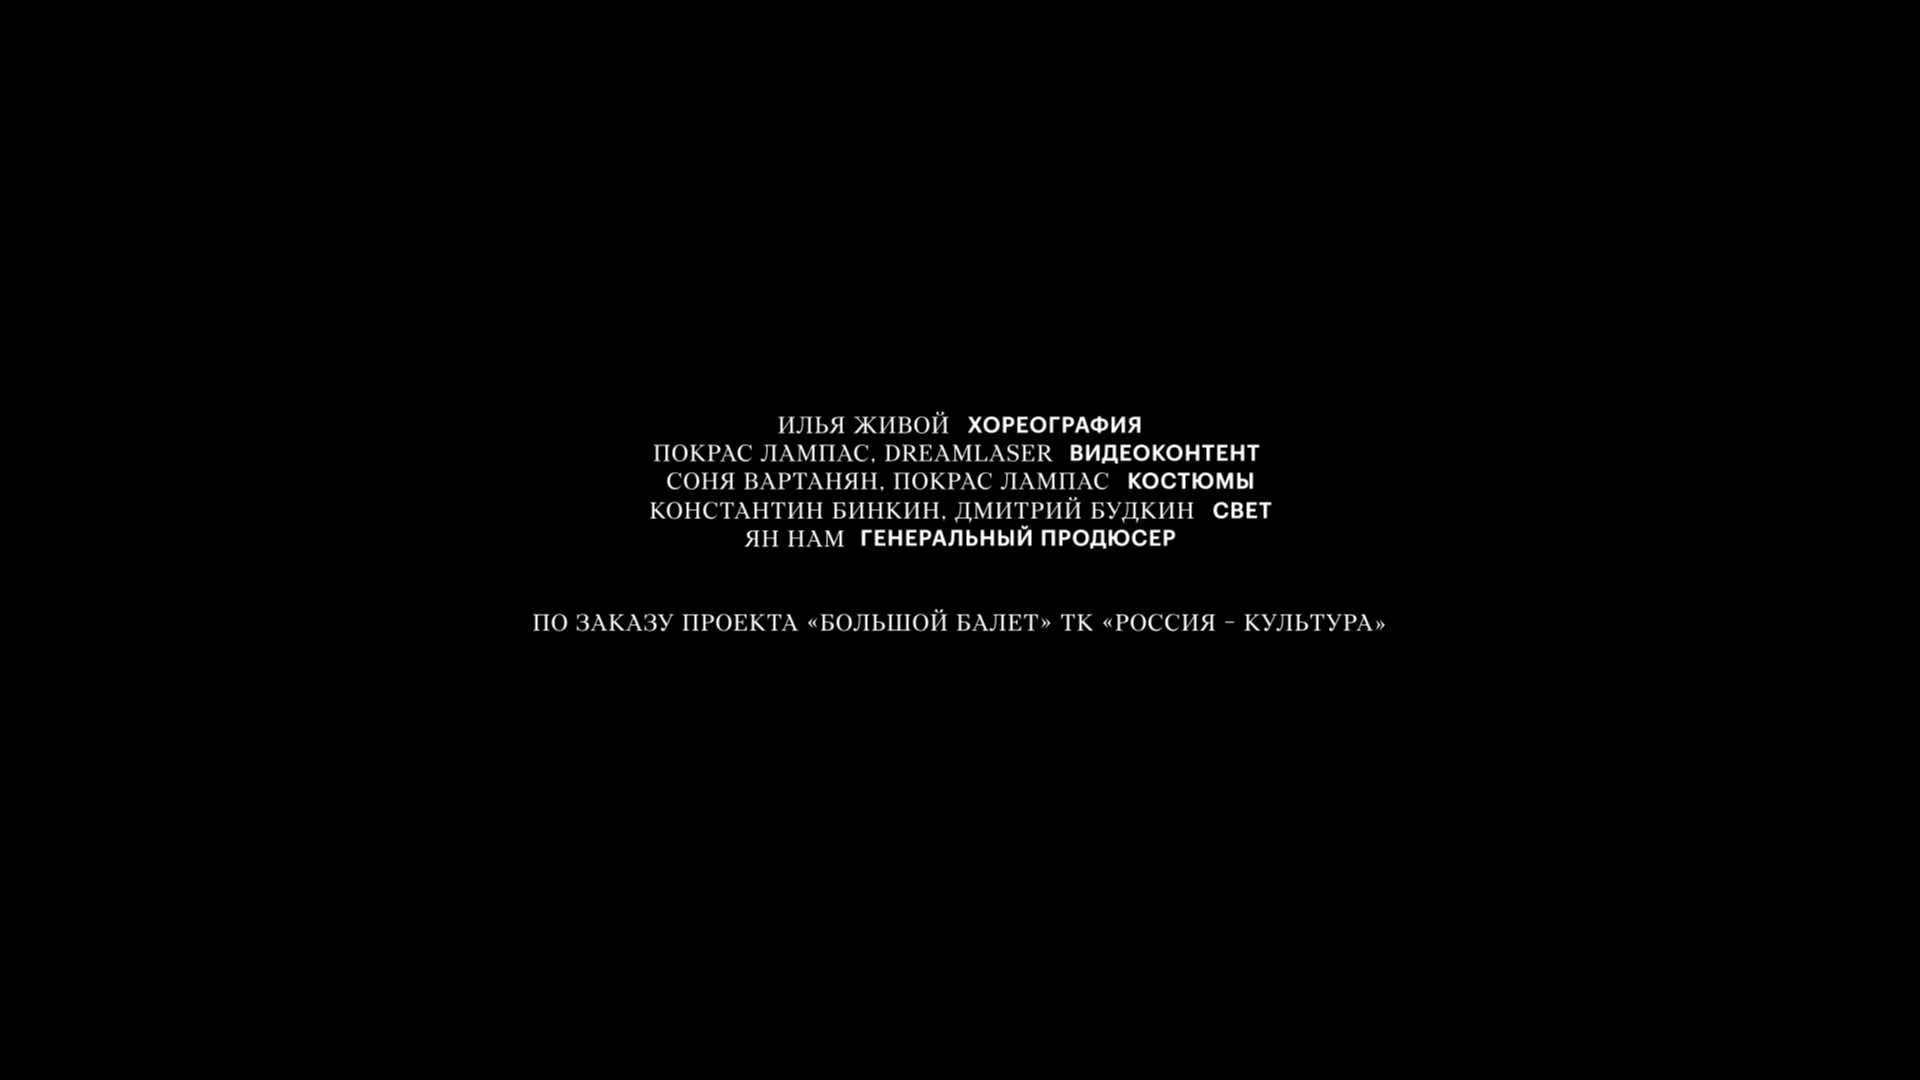 ИЛЬЯ ЖИВОЙ ХОРЕОГРАФИЯ
ПОКРАС ЛАМПАС, DREAMLASER ВИДЕОКОНТЕНТ
СОНЯ ВАРТАНЯН, ПОКРАС ЛАМПАС КОСТЮМЫ
КОНСТАНТИН БИНКИН, ДМИТРИЙ БУДКИН СВЕТ
ЯН НАМ ГЕНЕРАЛЬНЫЙ ПРОДЮСЕР
ПО ЗАКАЗУ ПРОЕКТА «БОЛЬШОЙ БАЛЕТ» ТК «РОССИЯ – КУЛЬТУРА»